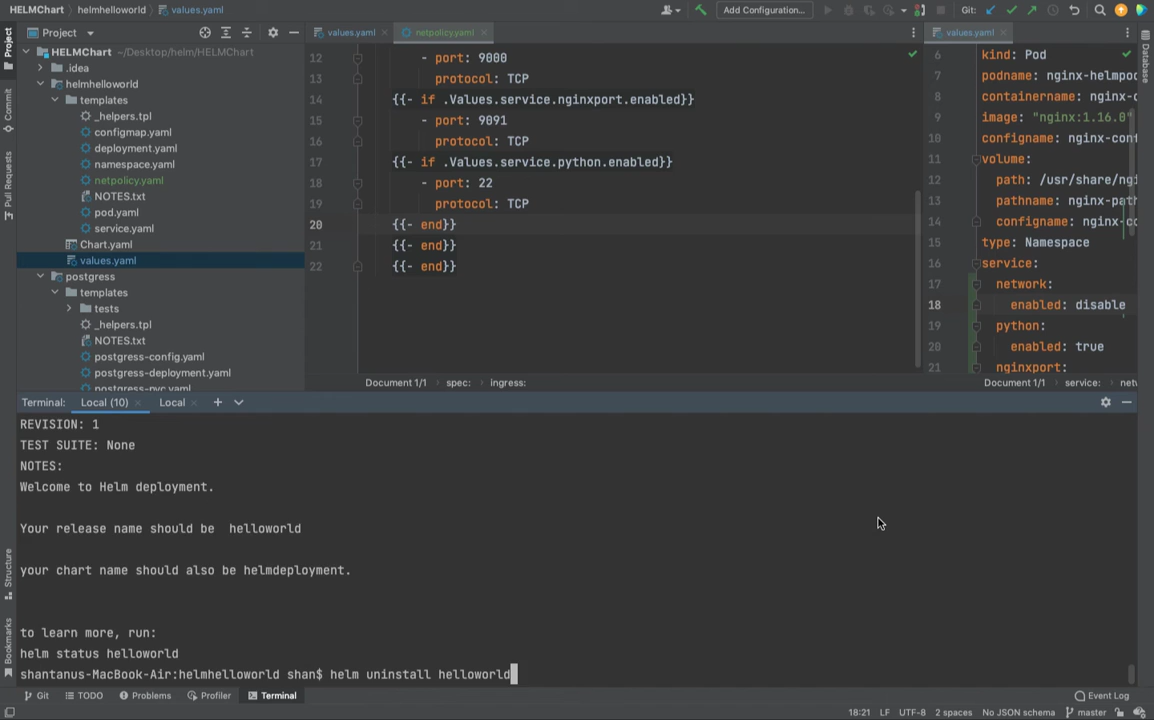 HELMChart
helmhelloworld
values.yaml
Add Configuration...
Git:
Project
HELMChart ~/Desktop/helm/HELMChart
.idea
helmhelloworld
templates
_helpers.tpl
configmap.yaml
deployment.yaml
namespace.yaml
netpolicy.yaml
NOTES.txt
pod.yaml
service.yaml
Chart.yaml
values.yaml
postgress
templates
tests
_helpers.tpl
NOTES.txt
postgress-config.yaml
postgress-deployment.yaml
postgress-pvc.yaml
Project
Commit
Pull Requests
Structure
Bookmarks
values.yaml
netpolicy.yaml
12 - port: 9000
13 protocol: TCP
14 {{- if .Values.service.nginxport.enabled}}
15 - port: 9091
16 protocol: TCP
17 {{- if .Values.service.python.enabled}}
18 - port: 22
19 protocol: TCP
20 {{- end}}
21 {{- end}}
22 {{- end}}
Document 1/1 spec: ingress:
values.yaml
6 kind: Pod
7 podname: nginx-helmpod
8 containername: nginx-c
9 image: "nginx:1.16.0"
10 configname: nginx-conf
11 volume:
12 path: /usr/share/ngi
13 pathname: nginx-path
14 configname: nginx-co
15 type: Namespace
16 service:
17 network:
18 enabled: disable
19 python:
20 enabled: true
21 nginxport:
Document 1/1 service: netw
Database
Terminal: Local (10) Local
REVISION: 1
TEST SUITE: None
NOTES:
Welcome to Helm deployment.
Your release name should be  helloworld
your chart name should also be helmdeployment.
to learn more, run:
helm status helloworld
shantanus-MacBook-Air:helmhelloworld shan$ helm uninstall helloworld
Git TODO Problems Profiler Terminal Event Log
18:21 LF UTF-8 2 spaces No JSON schema master